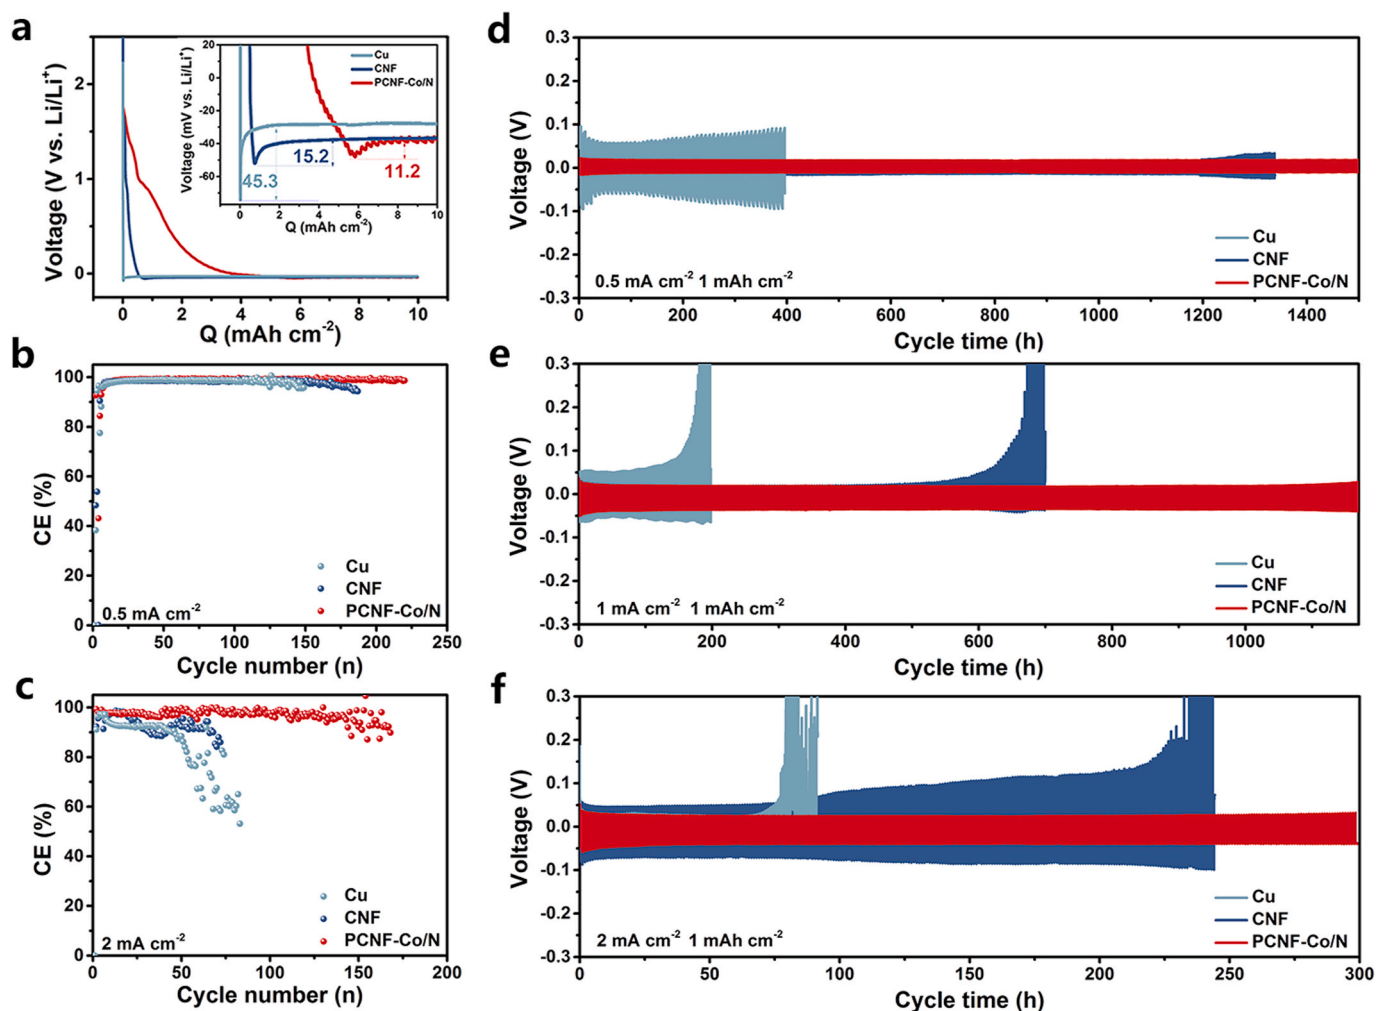 a
Voltage (V vs. Li/Li⁺)
2
1
0
0 2 4 6 8 10
Q (mAh cm⁻²)
Voltage (mV vs. Li/Li⁺)
20
0
-20
-40
-60
0 2 4 6 8 10
Q (mAh cm⁻²)
Cu
CNF
PCNF-Co/N
45.3
15.2
11.2
b
CE (%)
100
80
60
40
20
0
0 50 100 150 200 250
Cycle number (n)
Cu
CNF
PCNF-Co/N
0.5 mA cm⁻²
c
CE (%)
100
80
60
40
20
0
0 50 100 150 200
Cycle number (n)
Cu
CNF
PCNF-Co/N
2 mA cm⁻²
d
Voltage (V)
0.3
0.2
0.1
0.0
-0.1
-0.2
-0.3
0 200 400 600 800 1000 1200 1400
Cycle time (h)
Cu
CNF
PCNF-Co/N
0.5 mA cm⁻² 1 mAh cm⁻²
e
Voltage (V)
0.3
0.2
0.1
0.0
-0.1
-0.2
-0.3
0 200 400 600 800 1000
Cycle time (h)
Cu
CNF
PCNF-Co/N
1 mA cm⁻² 1 mAh cm⁻²
f
Voltage (V)
0.3
0.2
0.1
0.0
-0.1
-0.2
-0.3
0 50 100 150 200 250 300
Cycle time (h)
Cu
CNF
PCNF-Co/N
2 mA cm⁻² 1 mAh cm⁻²